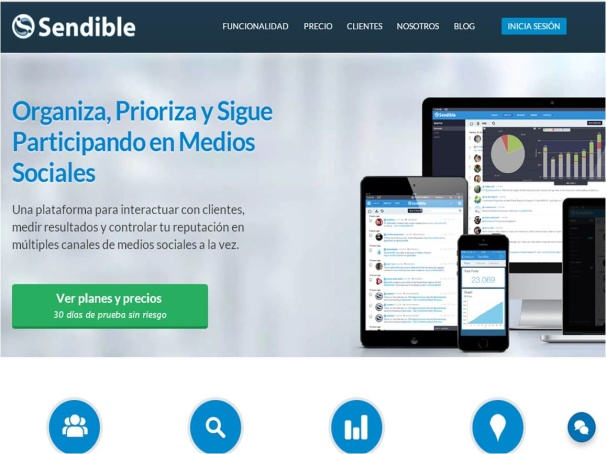 Sendible
FUNCIONALIDAD PRECIO CLIENTES NOSOTROS BLOG INICIA SESIÓN
Organiza, Prioriza y Sigue
Participando en Medios
Sociales
Una plataforma para interactuar con clientes,
medir resultados y controlar tu reputación en
múltiples canales de medios sociales a la vez.
Ver planes y precios
30 días de prueba sin riesgo
Sendible
Sendible
23.069